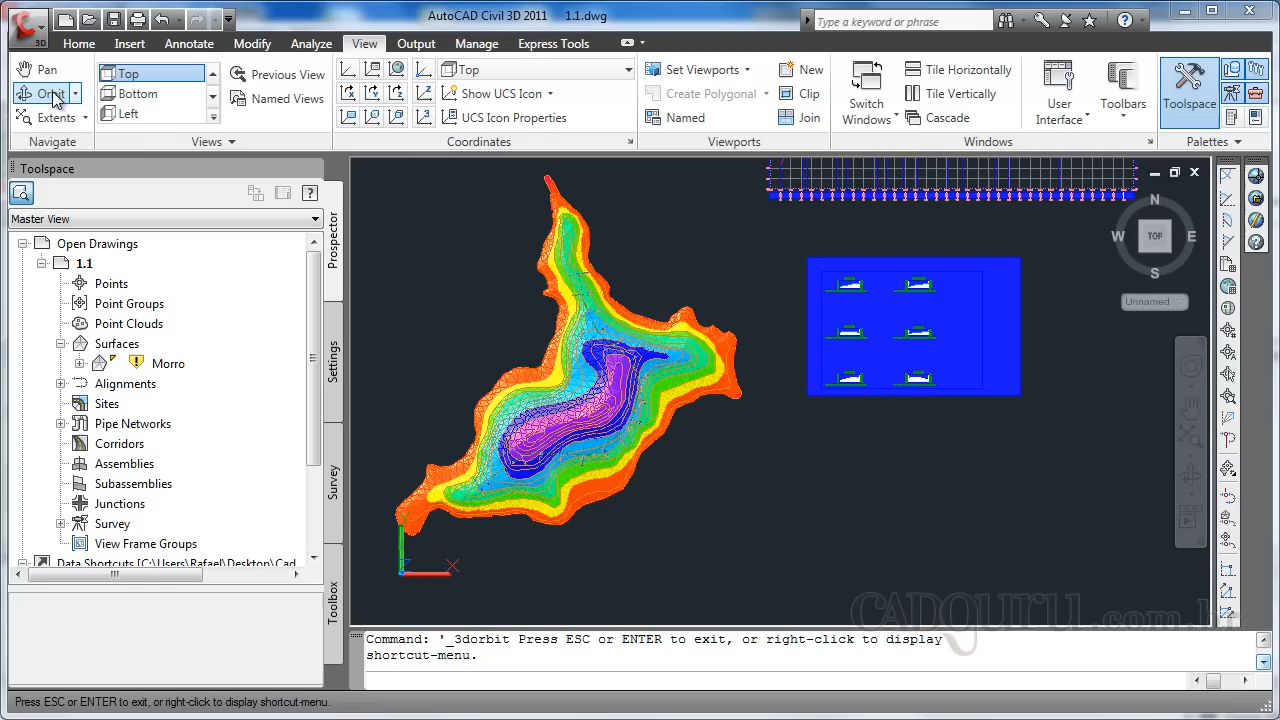 AutoCAD Civil 3D 2011 1.1.dwg
Type a keyword or phrase
3D
Home Insert Annotate Modify Analyze View Output Manage Express Tools
Pan
Orbit
Extents
Navigate
Top
Bottom
Left
Views
Previous View
Named Views
Top
Show UCS Icon
UCS Icon Properties
Coordinates
Set Viewports
Create Polygonal
Named
New
Clip
Join
Viewports
Switch
Windows
Tile Horizontally
Tile Vertically
Cascade
User
Interface
Toolbars
Windows
Toolspace
Palettes
Toolspace
Master View
Open Drawings
1.1
Points
Point Groups
Point Clouds
Surfaces
Morro
Alignments
Sites
Pipe Networks
Corridors
Assemblies
Subassemblies
Junctions
Survey
View Frame Groups
Data Shortcuts [C:\Users\Rafael\Desktop\Cad
Prospector
Settings
Survey
Toolbox
N
W TOP E
S
Unnamed
X
CADGURU.com.br
Command: '_3dorbit Press ESC or ENTER to exit, or right-click to display
shortcut-menu.
Press ESC or ENTER to exit, or right-click to display shortcut-menu.